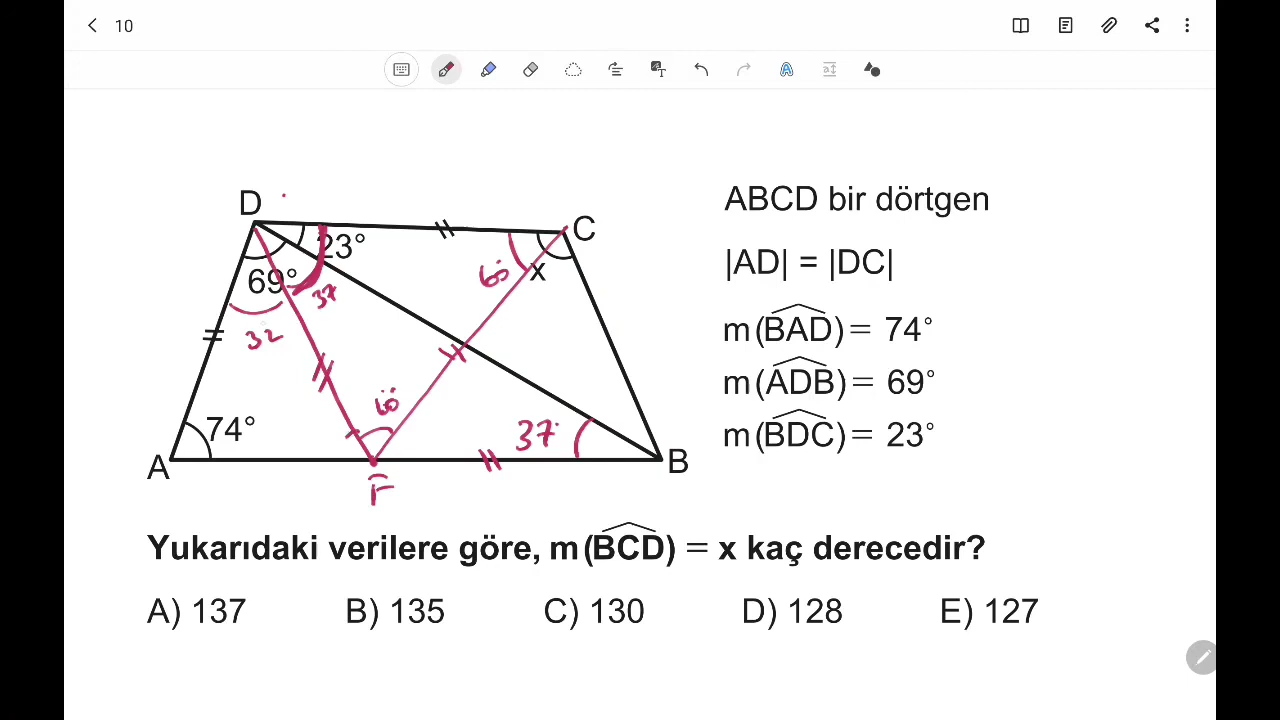 10
D
C
23°
ABCD bir dörtgen
69°
60°
x
|AD| = |DC|
37
32
m(BAD) = 74°
m(ADB) = 69°
60°
74°
37°
m(BDC) = 23°
A
B
F
Yukarıdaki verilere göre, m(BCD) = x kaç derecedir?
A) 137 B) 135 C) 130 D) 128 E) 127